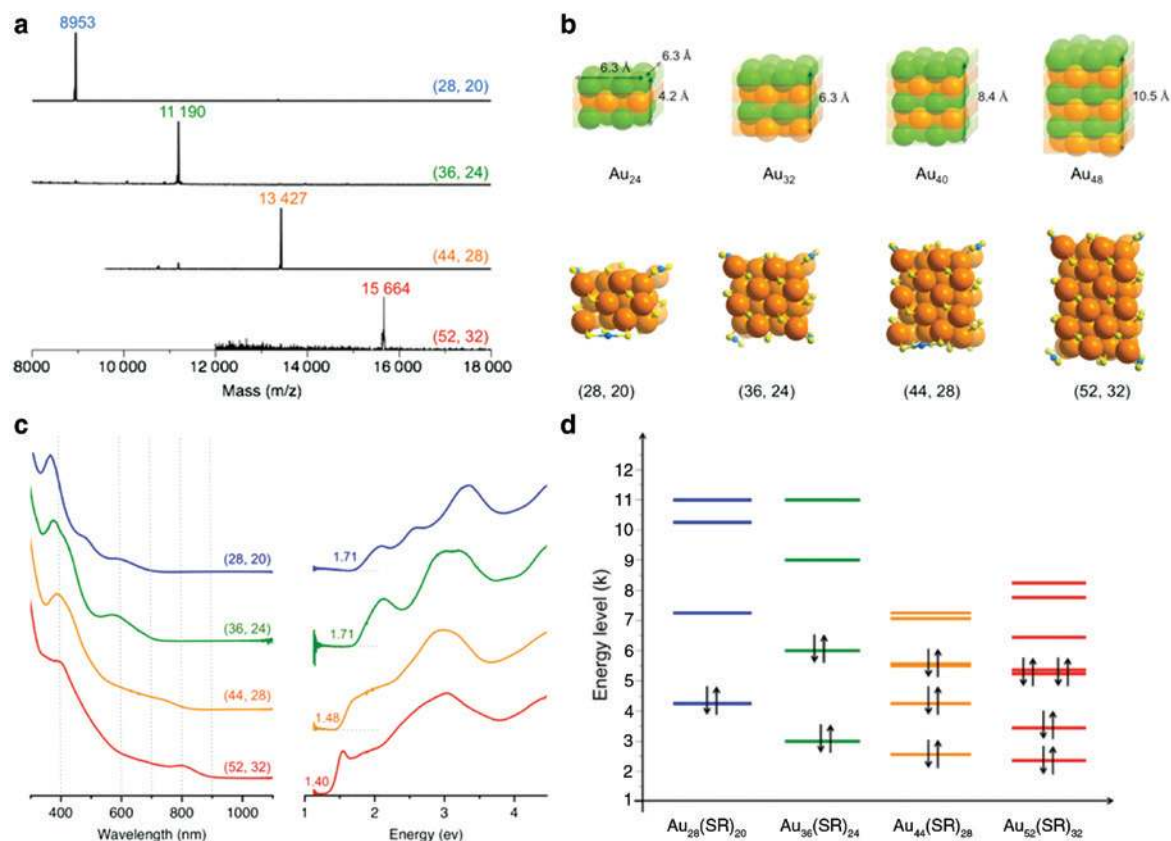 a
8953
(28, 20)
11 190
(36, 24)
13 427
(44, 28)
15 664
(52, 32)
8000 10 000 12 000 14 000 16 000 18 000
Mass (m/z)
b
6.3 Å
6.3 Å
4.2 Å
6.3 Å
8.4 Å
10.5 Å
Au24 Au32 Au40 Au48
(28, 20) (36, 24) (44, 28) (52, 32)
c
(28, 20)
(36, 24)
(44, 28)
(52, 32)
400 600 800 1000
Wavelength (nm)
1.71
1.71
1.48
1.40
1 2 3 4
Energy (ev)
d
Energy level (k)
12
11
10
9
8
7
6
5
4
3
2
1
Au28(SR)20 Au36(SR)24 Au44(SR)28 Au52(SR)32